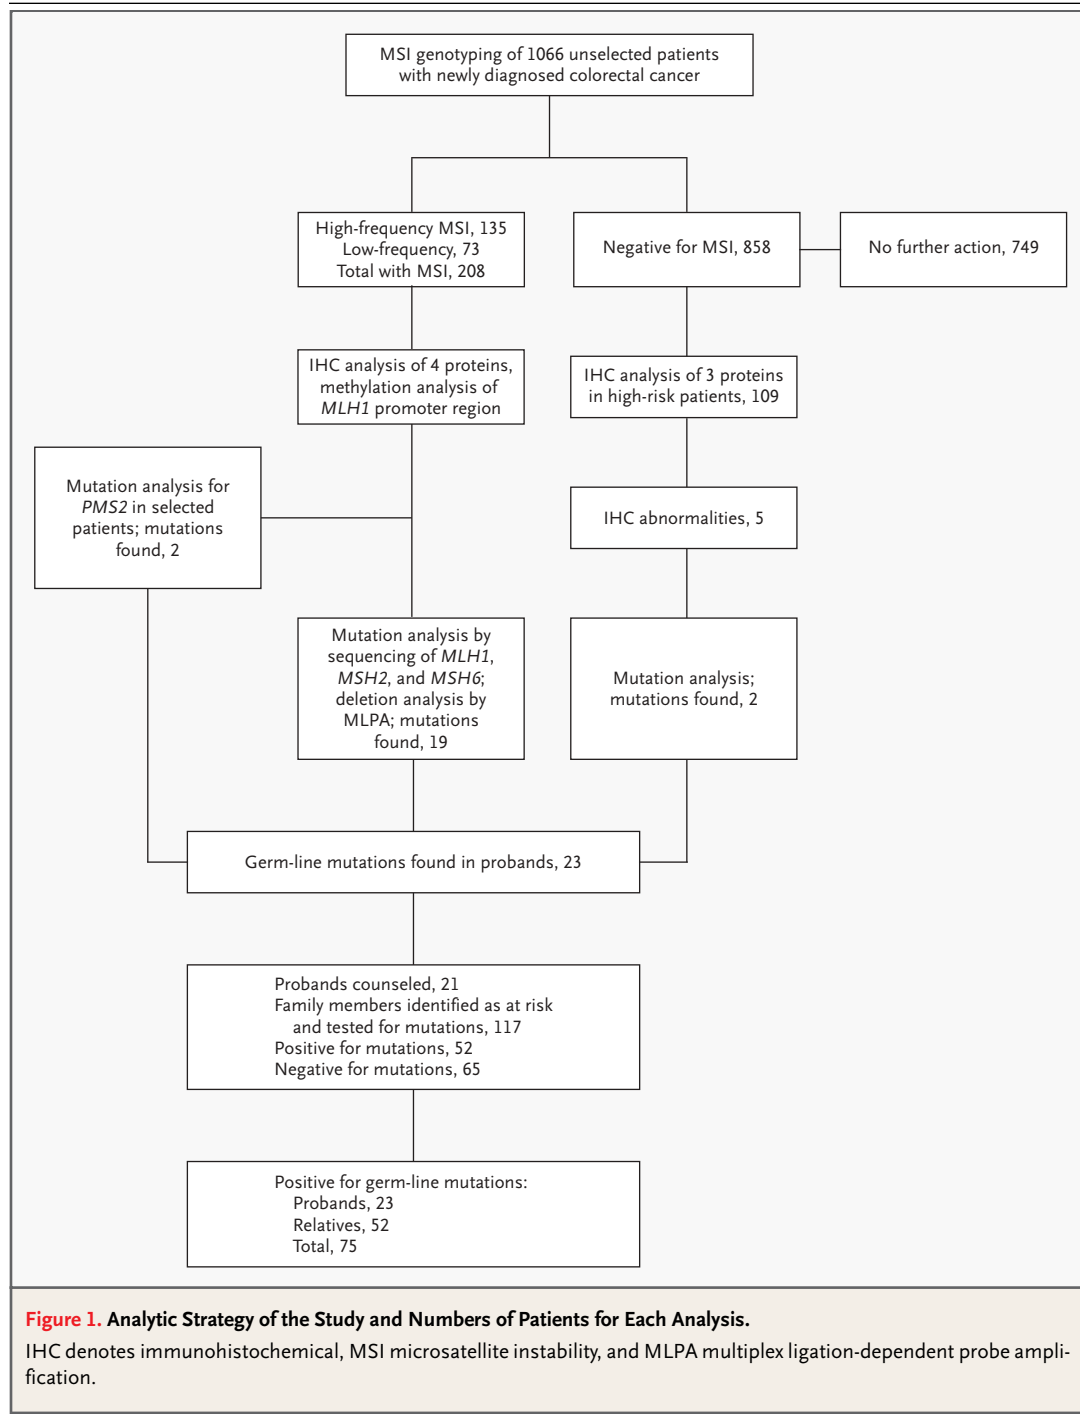 MSI genotyping of 1066 unselected patients
with newly diagnosed colorectal cancer
High-frequency MSI, 135
Low-frequency, 73
Total with MSI, 208
Negative for MSI, 858
No further action, 749
IHC analysis of 4 proteins,
methylation analysis of
MLH1 promoter region
IHC analysis of 3 proteins
in high-risk patients, 109
Mutation analysis for
PMS2 in selected
patients; mutations
found, 2
IHC abnormalities, 5
Mutation analysis by
sequencing of MLH1,
MSH2, and MSH6;
deletion analysis by
MLPA; mutations
found, 19
Mutation analysis;
mutations found, 2
Germ-line mutations found in probands, 23
Probands counseled, 21
Family members identified as at risk
and tested for mutations, 117
Positive for mutations, 52
Negative for mutations, 65
Positive for germ-line mutations:
Probands, 23
Relatives, 52
Total, 75
Figure 1. Analytic Strategy of the Study and Numbers of Patients for Each Analysis.
IHC denotes immunohistochemical, MSI microsatellite instability, and MLPA multiplex ligation-dependent probe ampli-
fication.